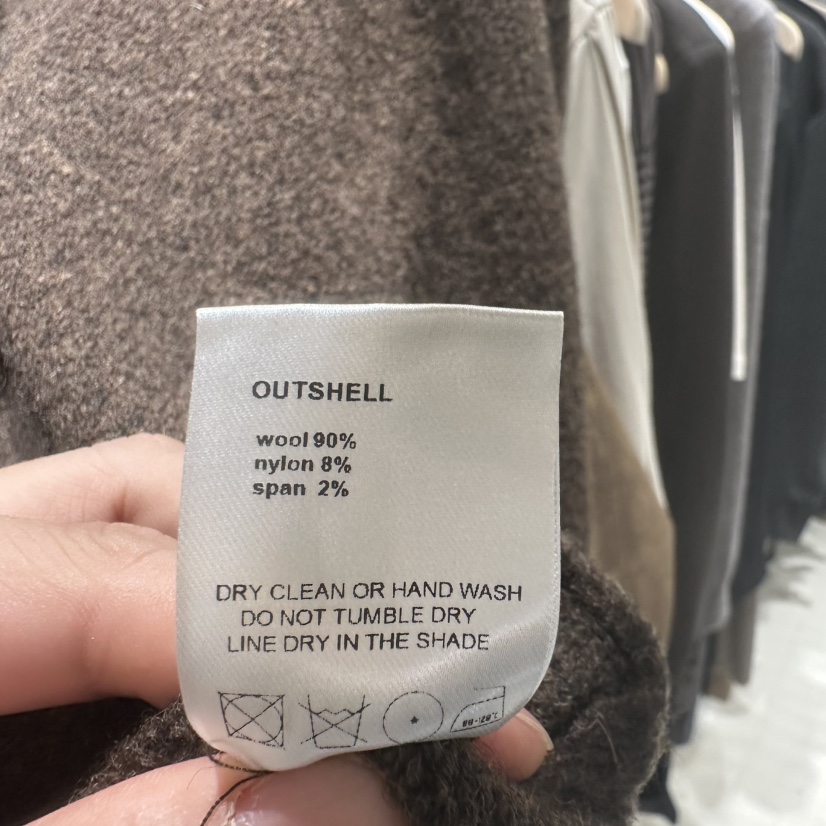 OUTSHELL
wool 90%
nylon 8%
span 2%
DRY CLEAN OR HAND WASH
DO NOT TUMBLE DRY
LINE DRY IN THE SHADE